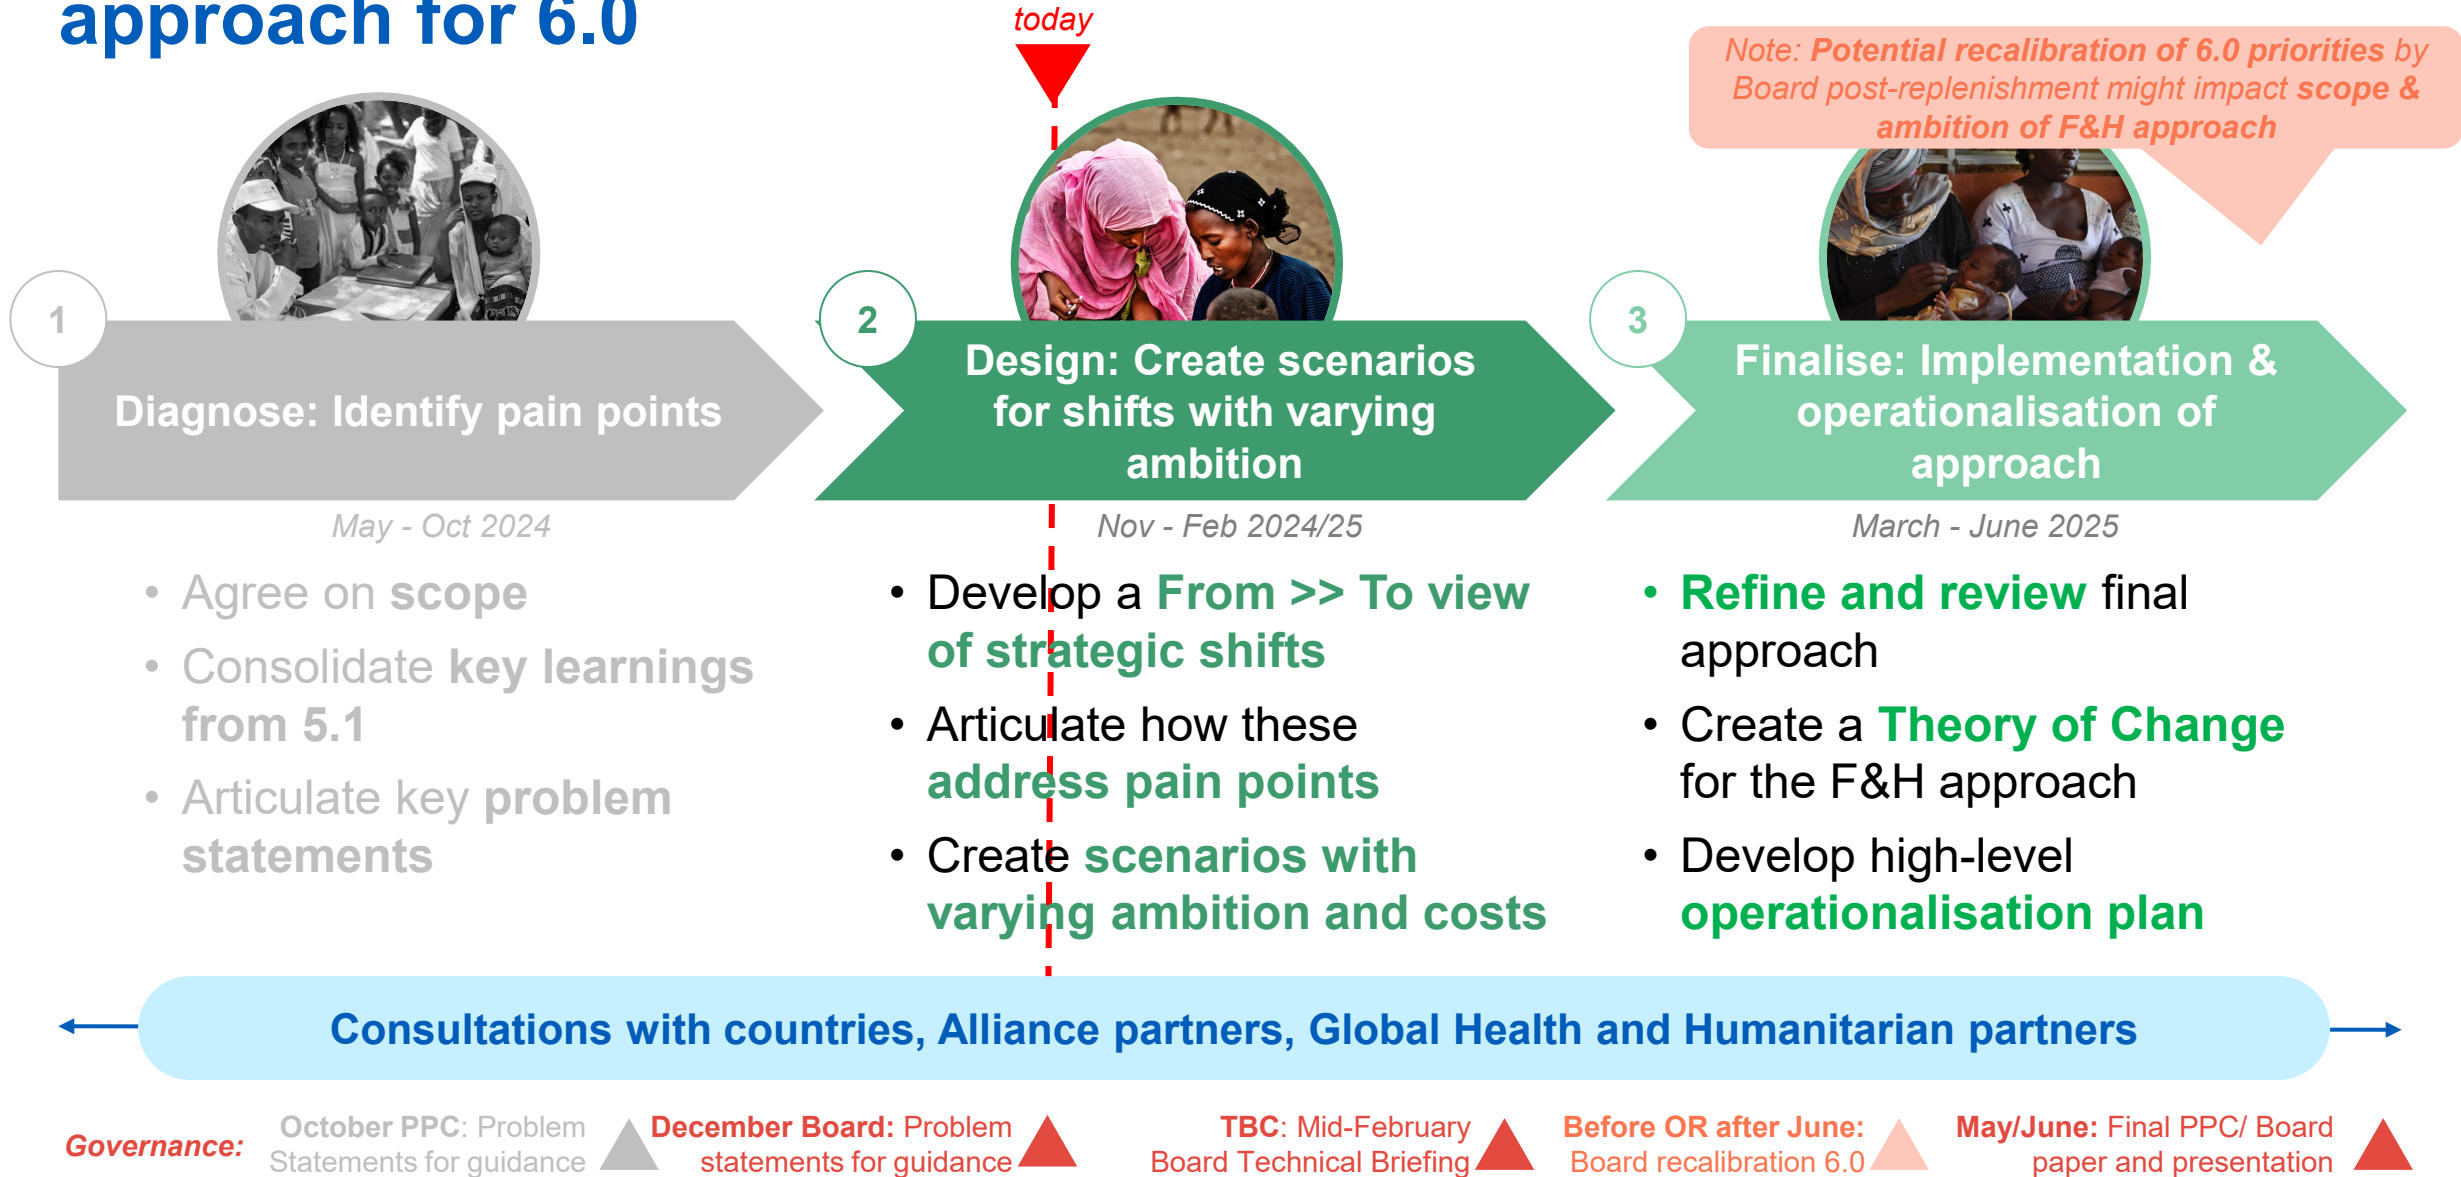 approach for 6.0
today
Note: Potential recalibration of 6.0 priorities by
Board post-replenishment might impact scope &
ambition of F&H approach
1
Diagnose: Identify pain points
May - Oct 2024
• Agree on scope
• Consolidate key learnings
from 5.1
• Articulate key problem
statements
2
Design: Create scenarios
for shifts with varying
ambition
Nov - Feb 2024/25
• Develop a From >> To view
of strategic shifts
• Articulate how these
address pain points
• Create scenarios with
varying ambition and costs
3
Finalise: Implementation &
operationalisation of
approach
March - June 2025
• Refine and review final
approach
• Create a Theory of Change
for the F&H approach
• Develop high-level
operationalisation plan
Consultations with countries, Alliance partners, Global Health and Humanitarian partners
Governance:
October PPC: Problem
Statements for guidance
December Board: Problem
statements for guidance
TBC: Mid-February
Board Technical Briefing
Before OR after June:
Board recalibration 6.0
May/June: Final PPC/ Board
paper and presentation